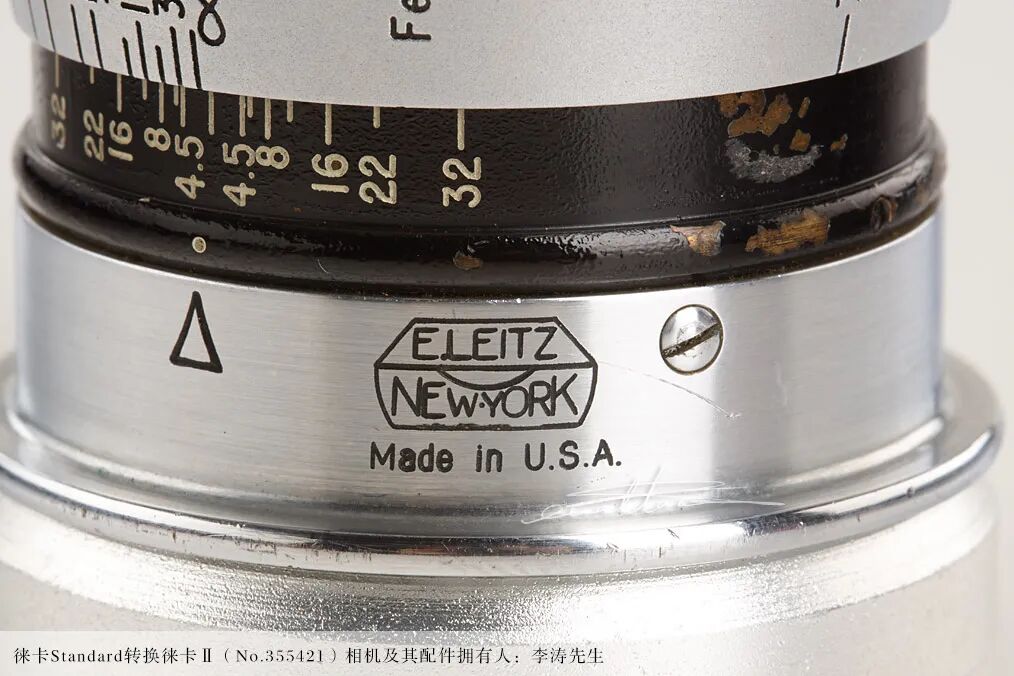 3
Fe
32 22 16 8 4.5 4.5 8 16 22 32
E.LEITZ
NEW·YORK
Made in U.S.A.
徕卡Standard转换徕卡Ⅱ（No.355421）相机及其配件拥有人：李涛先生